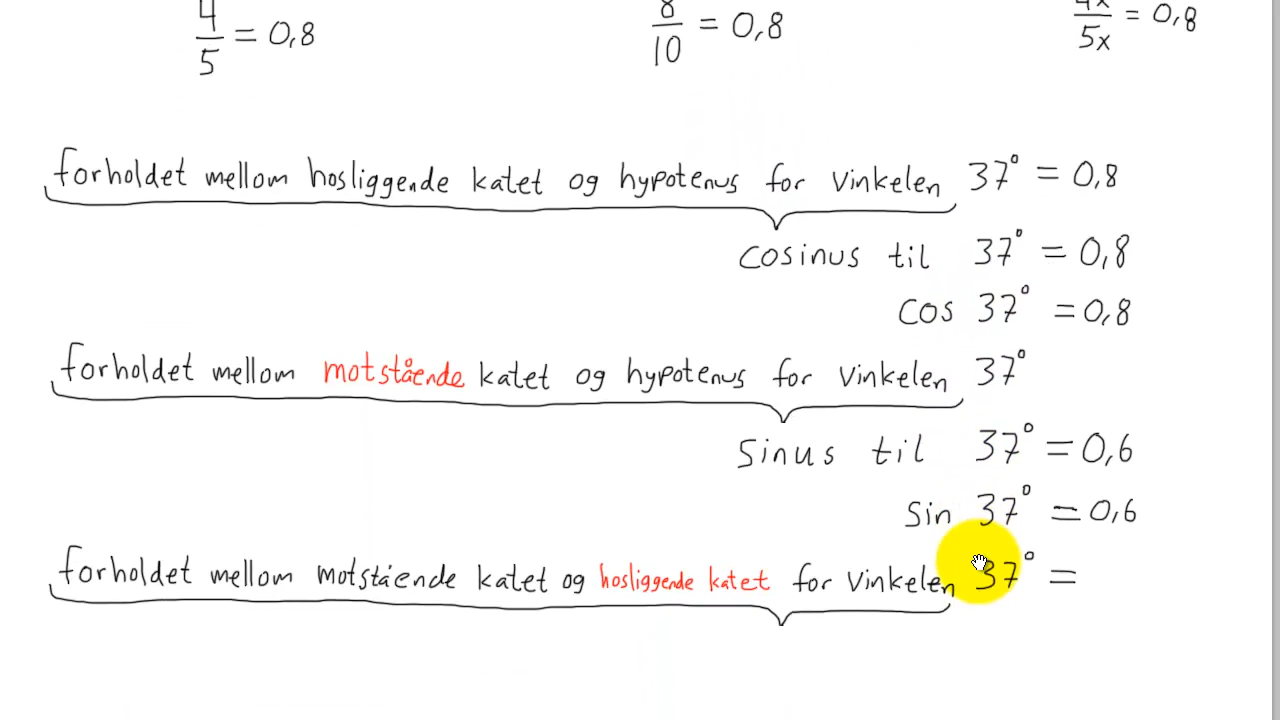 4/5 = 0,8   8/10 = 0,8   4x/5x = 0,8
forholdet mellom hosliggende katet og hypotenus for vinkelen 37° = 0,8
cosinus til 37° = 0,8
cos 37° = 0,8
forholdet mellom motstående katet og hypotenus for vinkelen 37°
Sinus til 37° = 0,6
Sin 37° = 0,6
forholdet mellom motstående katet og hosliggende katet for vinkelen 37° =